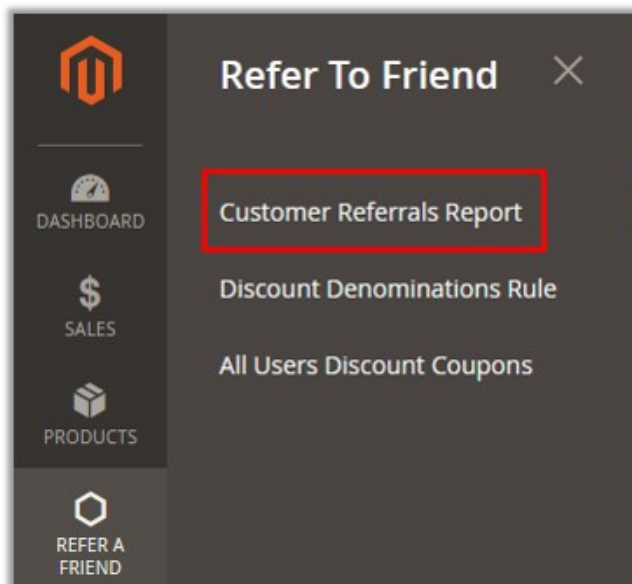 Refer To Friend
Customer Referrals Report
Discount Denominations Rule
All Users Discount Coupons
DASHBOARD
$
SALES
PRODUCTS
REFER A
FRIEND